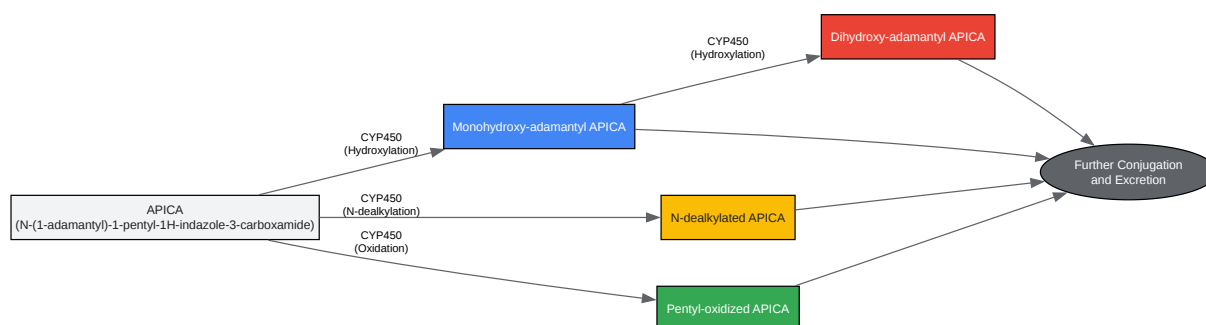 CYP450
(Hydroxylation)
Dihydroxy-adamantyl APICA
CYP450
(Hydroxylation)
Monohydroxy-adamantyl APICA
Further Conjugation
and Excretion
APICA
(N-(1-adamantyl)-1-pentyl-1H-indazole-3-carboxamide)
CYP450
(N-dealkylation)
N-dealkylated APICA
CYP450
(Oxidation)
Pentyl-oxidized APICA